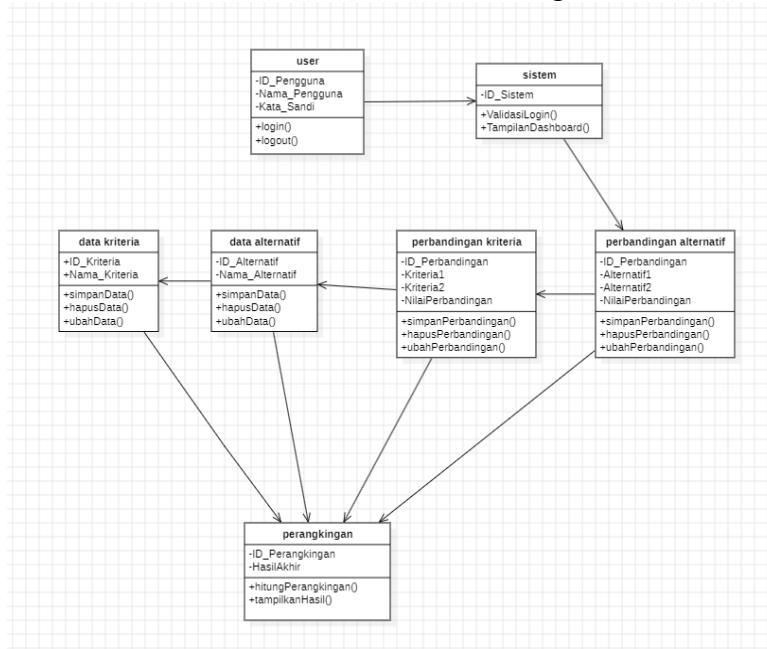 user
-ID_Pengguna
-Nama_Pengguna
-Kata_Sandi
+login()
+logout()
sistem
-ID_Sistem
+ValidasiLogin()
+TampilanDashboard()
data kriteria
+ID_Kriteria
+Nama_Kriteria
+simpanData()
+hapusData()
+ubahData()
data alternatif
-ID_Alternatif
-Nama_Alternatif
+simpanData()
+hapusData()
+ubahData()
perbandingan kriteria
-ID_Perbandingan
-Kriteria1
-Kriteria2
-NilaiPerbandingan
+simpanPerbandingan()
+hapusPerbandingan()
+ubahPerbandingan()
perbandingan alternatif
-ID_Perbandingan
-Alternatif1
-Alternatif2
-NilaiPerbandingan
+simpanPerbandingan()
+hapusPerbandingan()
+ubahPerbandingan()
perangkingan
-ID_Perangkingan
-HasilAkhir
+hitungPerangkingan()
+tampilkanHasil()